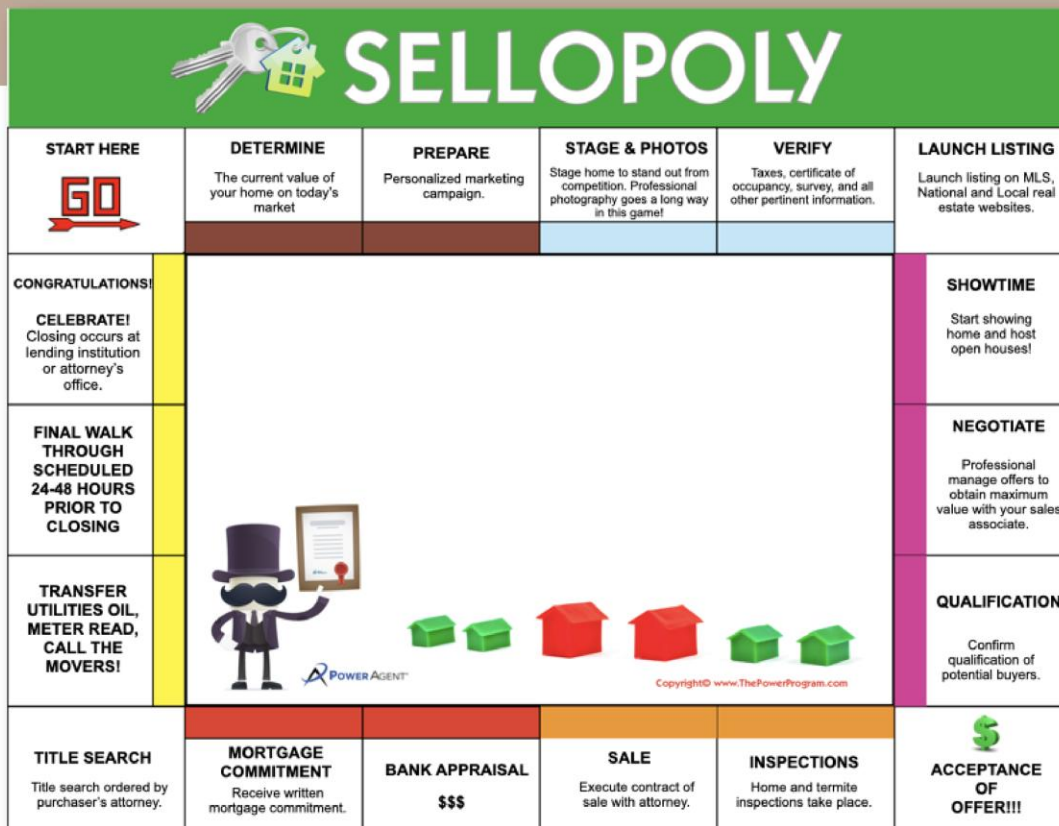 SELLOPOLY
START HERE
GO
DETERMINE
The current value of
your home on today's
market
PREPARE
Personalized marketing
campaign.
STAGE & PHOTOS
Stage home to stand out from
competition. Professional
photography goes a long way
in this game!
VERIFY
Taxes, certificate of
occupancy, survey, and all
other pertinent information.
LAUNCH LISTING
Launch listing on MLS,
National and Local real
estate websites.
SHOWTIME
Start showing
home and host
open houses!
NEGOTIATE
Professional
manage offers to
obtain maximum
value with your sales
associate.
QUALIFICATION
Confirm
qualification of
potential buyers.
$
ACCEPTANCE
OF
OFFER!!!
INSPECTIONS
Home and termite
inspections take place.
SALE
Execute contract of
sale with attorney.
BANK APPRAISAL
$$$
MORTGAGE
COMMITMENT
Receive written
mortgage commitment.
TITLE SEARCH
Title search ordered by
purchaser's attorney.
TRANSFER
UTILITIES OIL,
METER READ,
CALL THE
MOVERS!
FINAL WALK
THROUGH
SCHEDULED
24-48 HOURS
PRIOR TO
CLOSING
CONGRATULATIONS!
CELEBRATE!
Closing occurs at
lending institution
or attorney's
office.
POWER AGENT
Copyright© www.ThePowerProgram.com